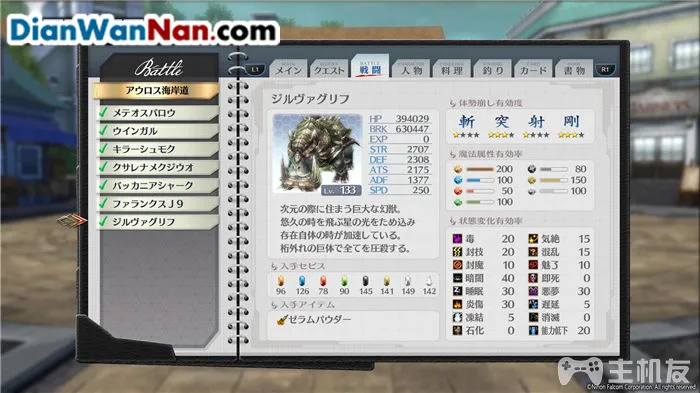 DianWanNan.com
Battle
アウロス海岸道
メテオスバロウ
ウインガル
キラーシュモク
クサレナメクジウオ
バッカニアシャーク
ファランクスJ9
ジルヴァグリフ
L1
メイン
クエスト
BATTLE
戦闘
人物
料理
釣り
カード
書物
R1
ジルヴァグリフ
Lv. 133
HP 394029
BRK 630447
EXP 0
STR 2707
DEF 2308
ATS 2175
ADF 1377
SPD 250
次元の際に住まう巨大な幻獣。
悠久の時を飛ぶ星の光をため込み
存在自体の時が加速している。
桁外れの巨体で全てを圧殺する。
入手セピス
96 126 78 90 145 141 149 142
入手アイテム
ゼラムパウダー
体勢崩し有効度
斬 突 射 剛
魔法属性有効率
200 80
100 150
50 100
100
状態変化有効率
毒 20 気絶 15
封技 20 混乱 15
封魔 10 魅了 10
暗闇 40 即死 0
睡眠 30 悪夢 30
炎傷 30 遅延 5
凍結 5 消滅 0
石化 0 能力低下 20
主机友
©Nihon Falcom Corporation. All rights reserved.